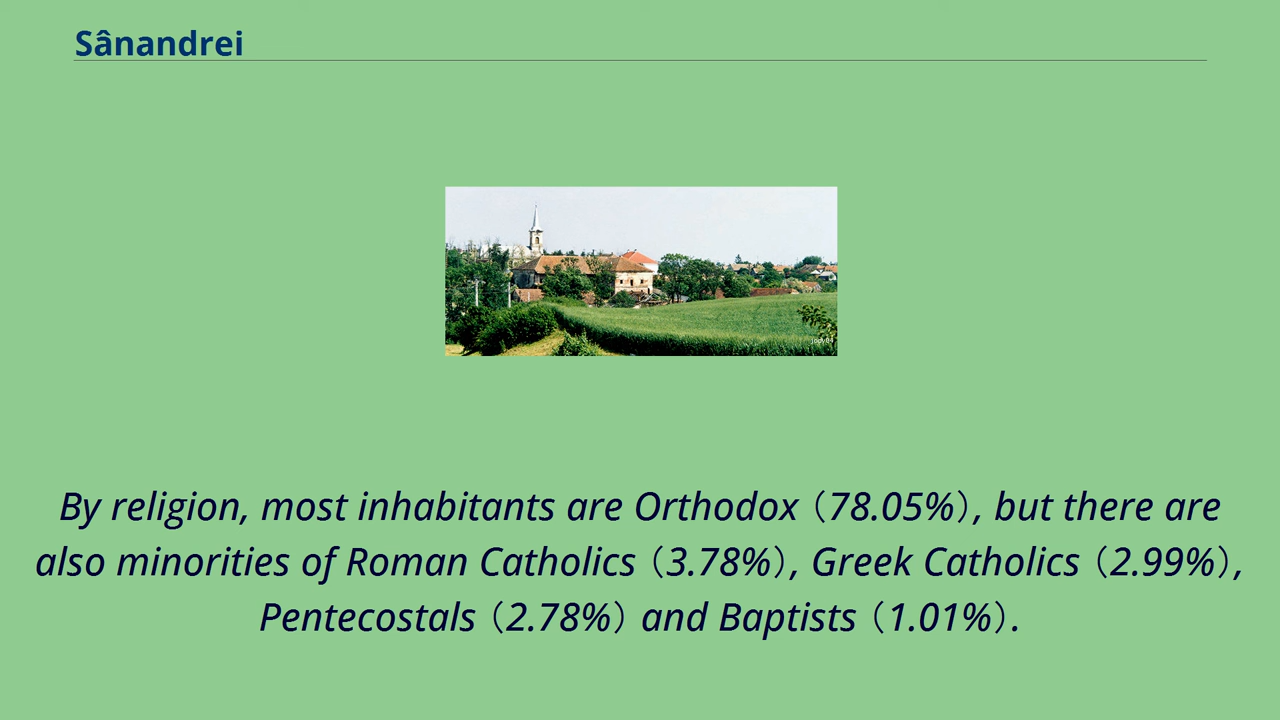 Sânandrei
By religion, most inhabitants are Orthodox (78.05%), but there are
also minorities of Roman Catholics (3.78%), Greek Catholics (2.99%),
Pentecostals (2.78%) and Baptists (1.01%).